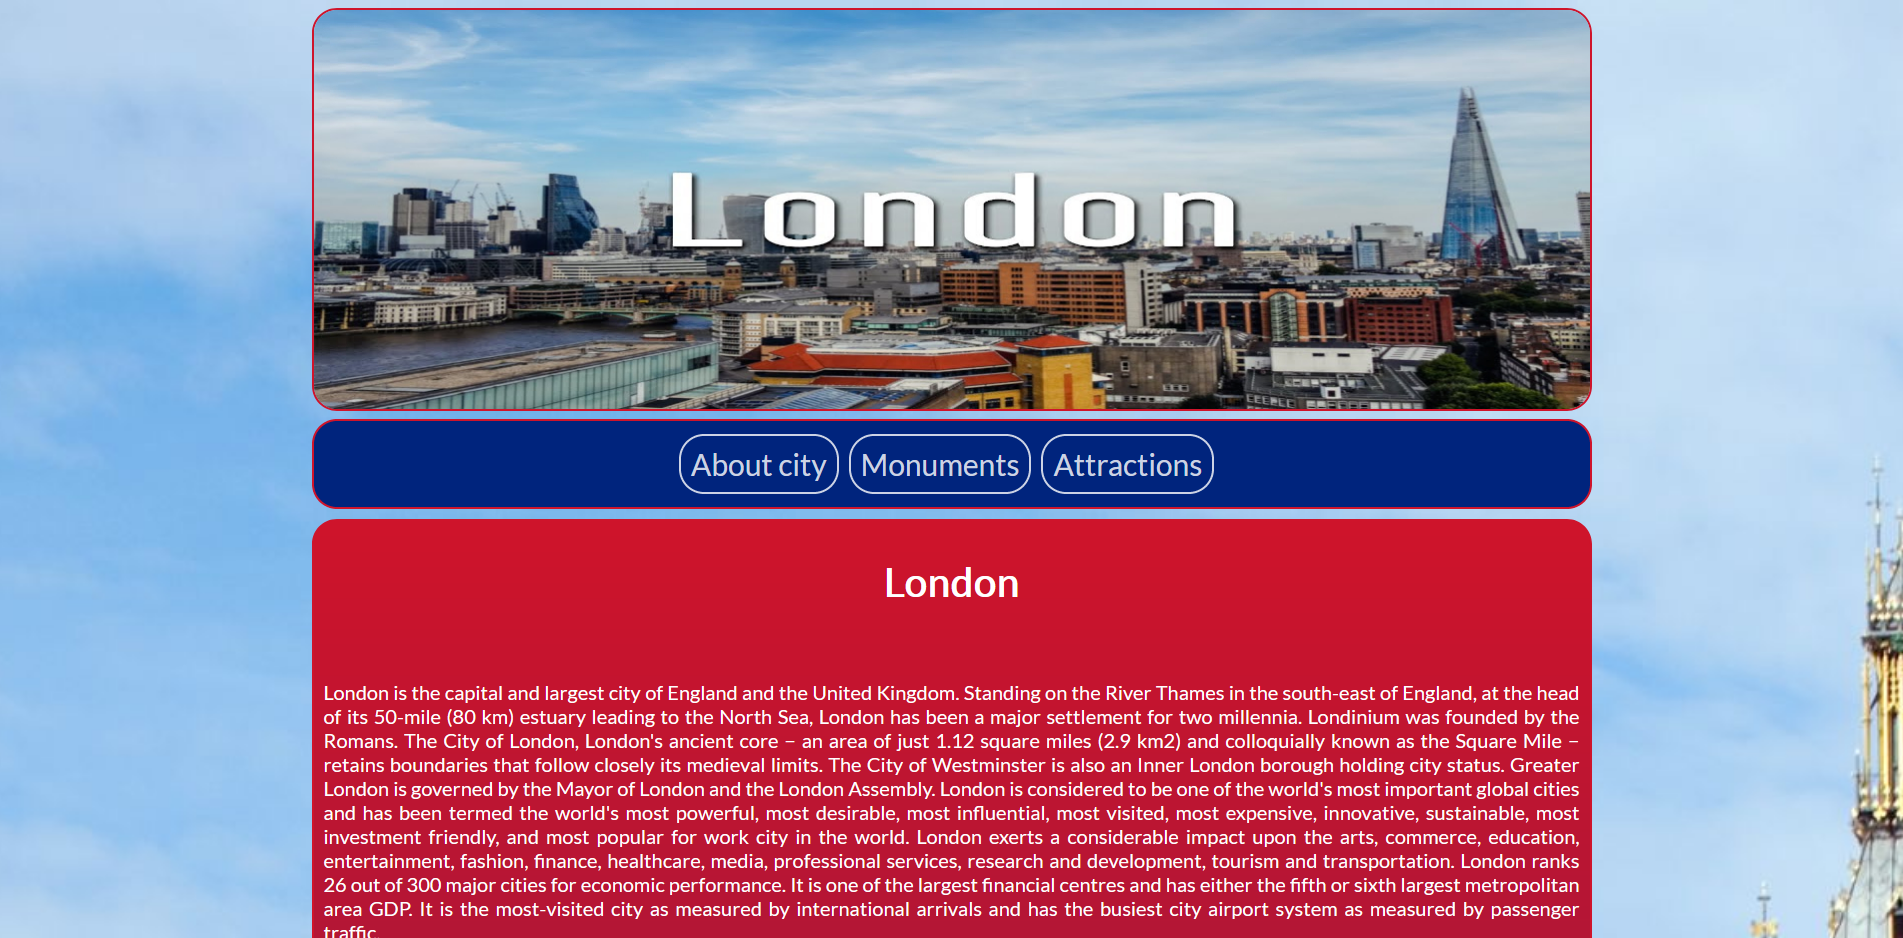 London
About city Monuments Attractions
London
London is the capital and largest city of England and the United Kingdom. Standing on the River Thames in the south-east of England, at the head
of its 50-mile (80 km) estuary leading to the North Sea, London has been a major settlement for two millennia. Londinium was founded by the
Romans. The City of London, London's ancient core − an area of just 1.12 square miles (2.9 km2) and colloquially known as the Square Mile −
retains boundaries that follow closely its medieval limits. The City of Westminster is also an Inner London borough holding city status. Greater
London is governed by the Mayor of London and the London Assembly. London is considered to be one of the world's most important global cities
and has been termed the world's most powerful, most desirable, most influential, most visited, most expensive, innovative, sustainable, most
investment friendly, and most popular for work city in the world. London exerts a considerable impact upon the arts, commerce, education,
entertainment, fashion, finance, healthcare, media, professional services, research and development, tourism and transportation. London ranks
26 out of 300 major cities for economic performance. It is one of the largest financial centres and has either the fifth or sixth largest metropolitan
area GDP. It is the most-visited city as measured by international arrivals and has the busiest city airport system as measured by passenger
traffic.